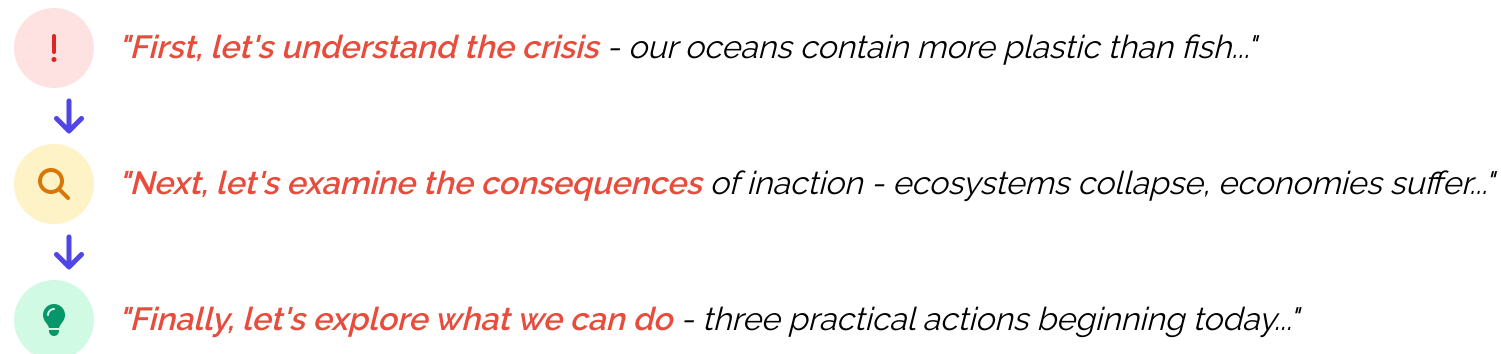 "First, let's understand the crisis - our oceans contain more plastic than fish..."
"Next, let's examine the consequences of inaction - ecosystems collapse, economies suffer..."
"Finally, let's explore what we can do - three practical actions beginning today..."